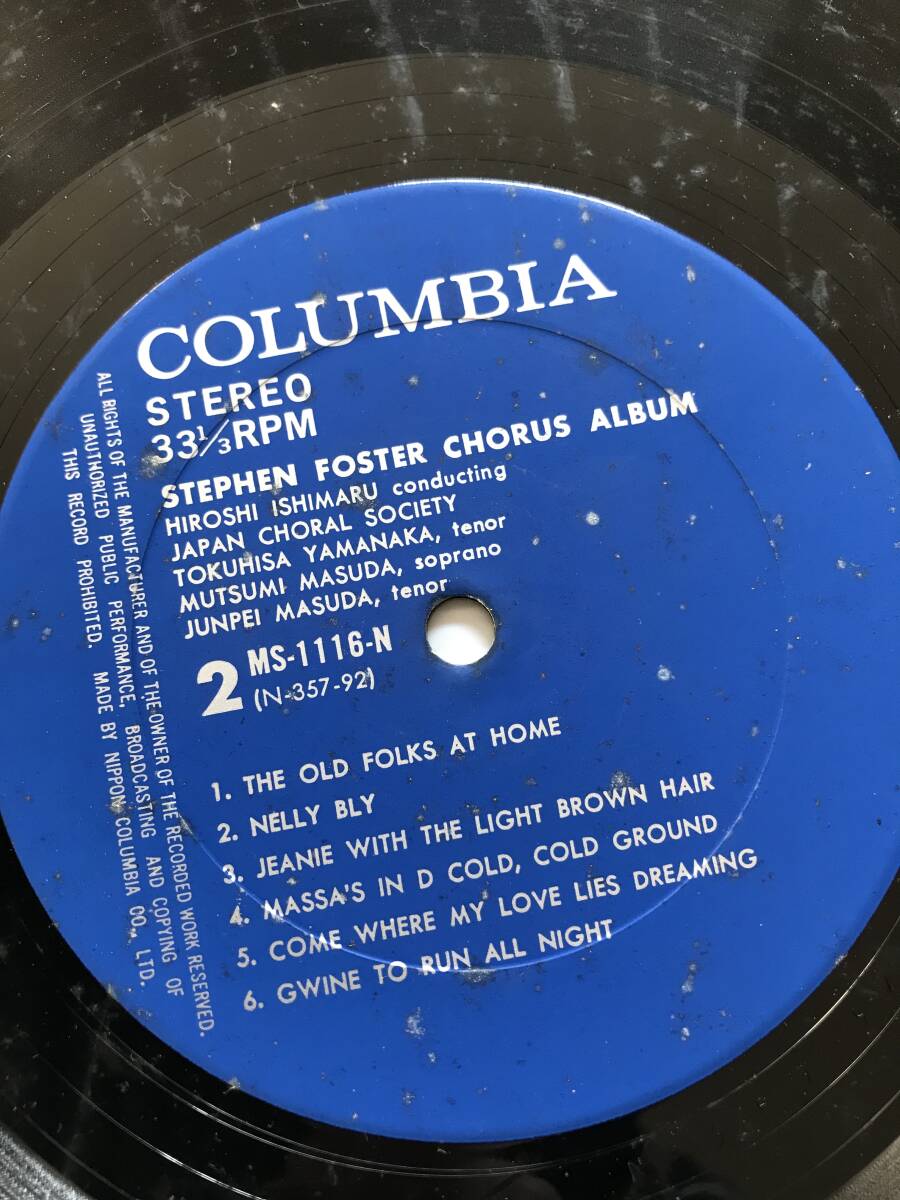 COLUMBIA
STEREO
33 1/3 RPM
STEPHEN FOSTER CHORUS ALBUM
HIROSHI ISHIMARU conducting
JAPAN CHORAL SOCIETY
TOKUHISA YAMANAKA, tenor
MUTSUMI MASUDA, soprano
JUNPEI MASUDA, tenor
2 MS-1116-N
(N-357-92)
1. THE OLD FOLKS AT HOME
2. NELLY BLY
3. JEANIE WITH THE LIGHT BROWN HAIR
4. MASSA'S IN D COLD, COLD GROUND
5. COME WHERE MY LOVE LIES DREAMING
6. GWINE TO RUN ALL NIGHT
ALL RIGHTS OF THE MANUFACTURER AND OF THE OWNER OF THE RECORDED WORK RESERVED.
UNAUTHORIZED PUBLIC PERFORMANCE, BROADCASTING AND COPYING OF
THIS RECORD PROHIBITED. MADE BY NIPPON COLUMBIA CO., LTD.